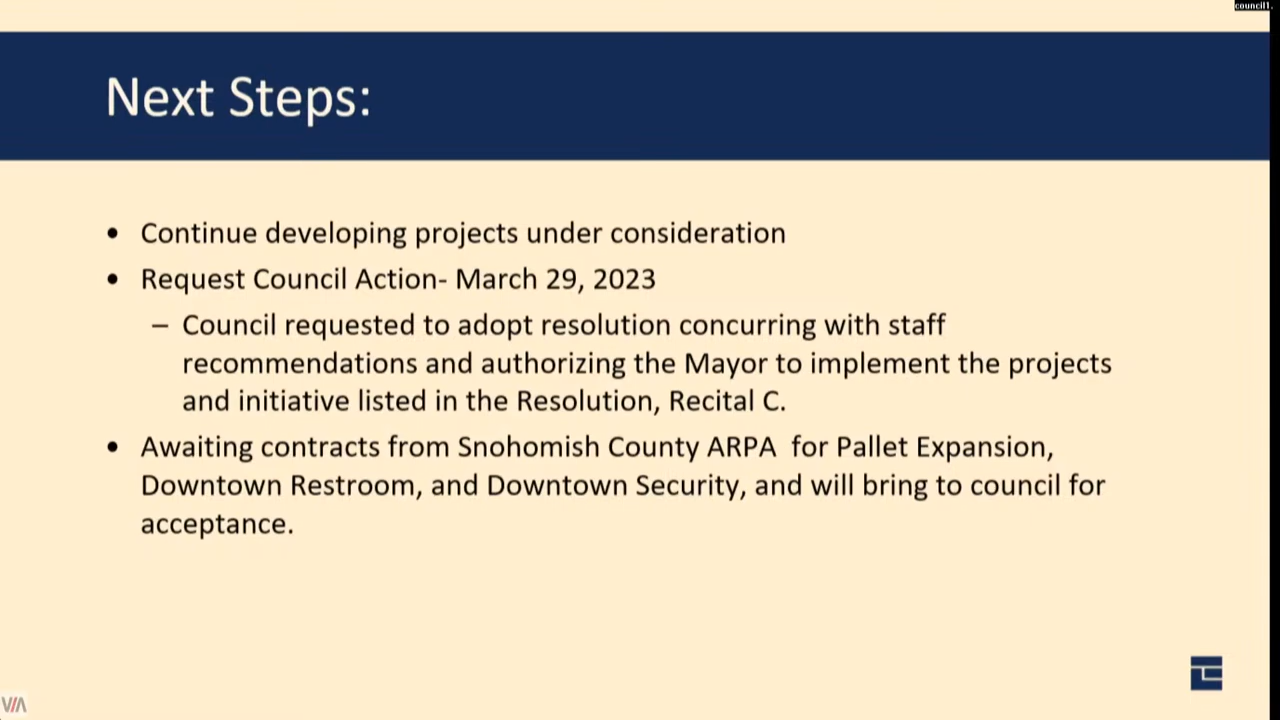 council1.
Next Steps:
• Continue developing projects under consideration
• Request Council Action- March 29, 2023
– Council requested to adopt resolution concurring with staff
recommendations and authorizing the Mayor to implement the projects
and initiative listed in the Resolution, Recital C.
• Awaiting contracts from Snohomish County ARPA  for Pallet Expansion,
Downtown Restroom, and Downtown Security, and will bring to council for
acceptance.
VIA